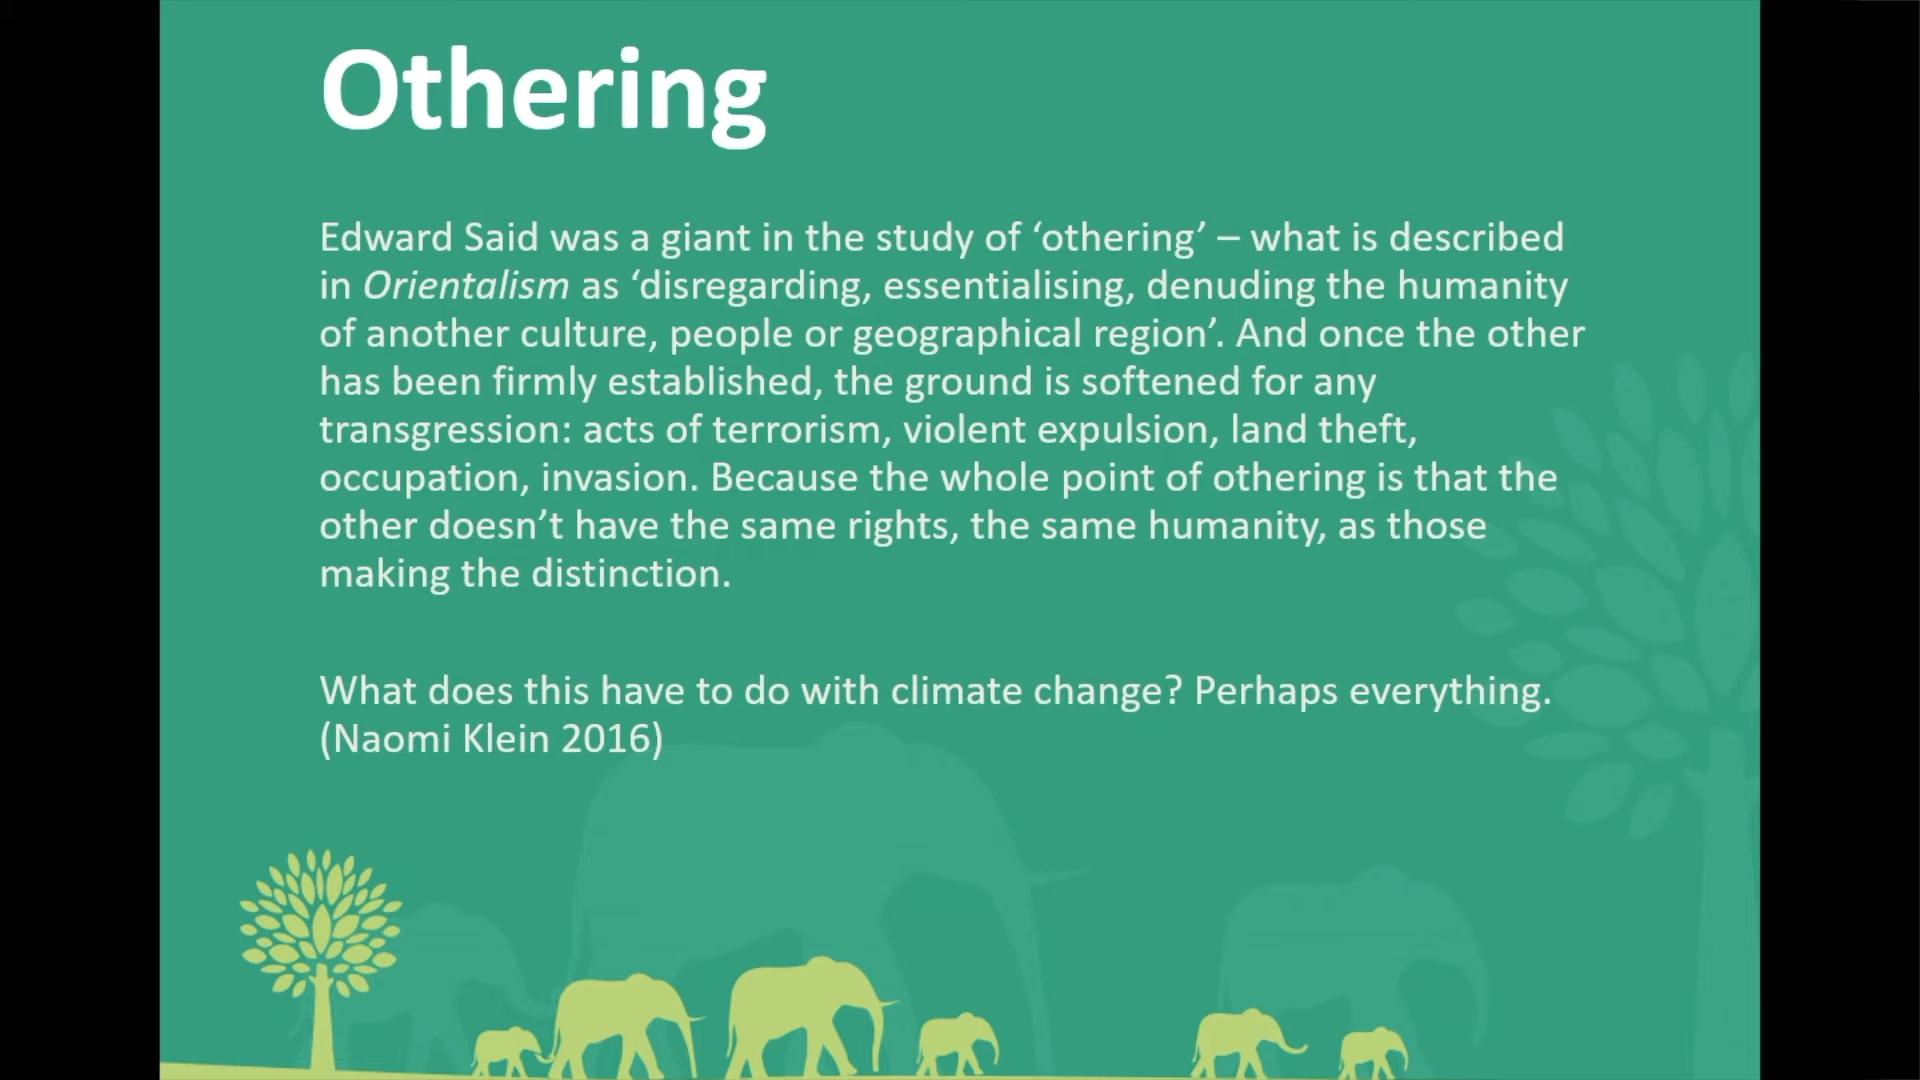 Othering
Edward Said was a giant in the study of ‘othering’ – what is described
in Orientalism as ‘disregarding, essentialising, denuding the humanity
of another culture, people or geographical region’. And once the other
has been firmly established, the ground is softened for any
transgression: acts of terrorism, violent expulsion, land theft,
occupation, invasion. Because the whole point of othering is that the
other doesn’t have the same rights, the same humanity, as those
making the distinction.
What does this have to do with climate change? Perhaps everything.
(Naomi Klein 2016)